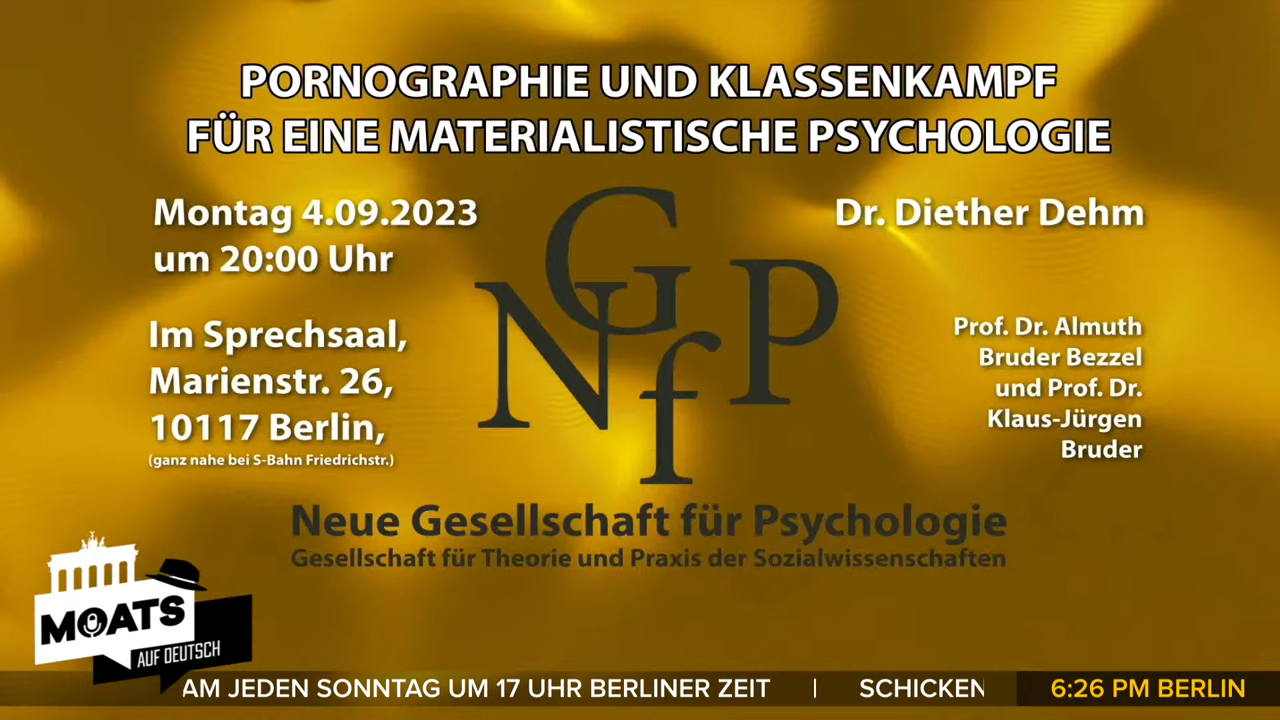 PORNOGRAPHIE UND KLASSENKAMPF
FÜR EINE MATERIALISTISCHE PSYCHOLOGIE
Montag 4.09.2023
um 20:00 Uhr
Dr. Diether Dehm
Im Sprechsaal,
Marienstr. 26,
10117 Berlin,
(ganz nahe bei S-Bahn Friedrichstr.)
Prof. Dr. Almuth
Bruder Bezzel
und Prof. Dr.
Klaus-Jürgen
Bruder
NGfP
Neue Gesellschaft für Psychologie
Gesellschaft für Theorie und Praxis der Sozialwissenschaften
MOATS
AUF DEUTSCH
AM JEDEN SONNTAG UM 17 UHR BERLINER ZEIT | SCHICKEN
6:26 PM BERLIN